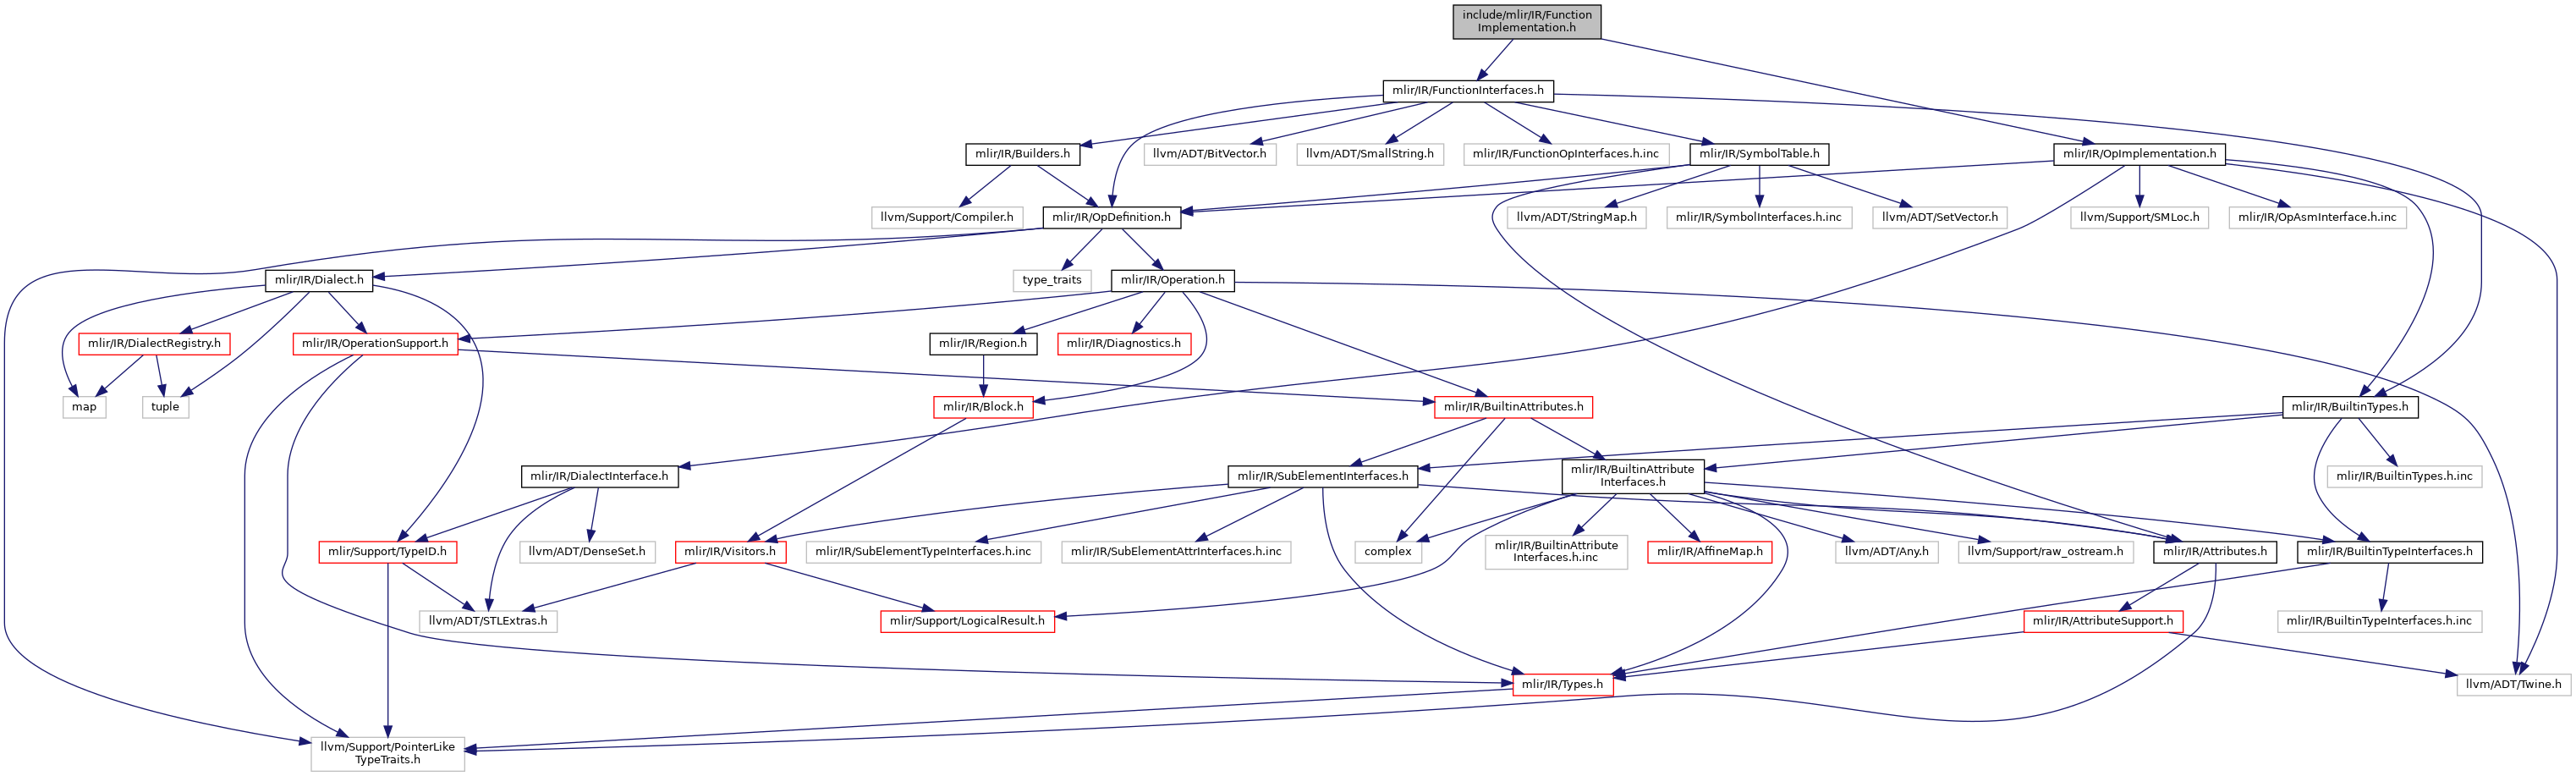 include/mlir/IR/Function
Implementation.h
mlir/IR/FunctionInterfaces.h
mlir/IR/Builders.h
llvm/ADT/BitVector.h
llvm/ADT/SmallString.h
mlir/IR/FunctionOpInterfaces.h.inc
mlir/IR/SymbolTable.h
mlir/IR/OpImplementation.h
llvm/Support/Compiler.h
mlir/IR/OpDefinition.h
llvm/ADT/StringMap.h
mlir/IR/SymbolInterfaces.h.inc
llvm/ADT/SetVector.h
llvm/Support/SMLoc.h
mlir/IR/OpAsmInterface.h.inc
mlir/IR/Dialect.h
type_traits
mlir/IR/Operation.h
mlir/IR/DialectRegistry.h
mlir/IR/OperationSupport.h
mlir/IR/Region.h
mlir/IR/Diagnostics.h
map
tuple
mlir/IR/Block.h
mlir/IR/BuiltinAttributes.h
mlir/IR/BuiltinTypes.h
mlir/IR/DialectInterface.h
mlir/IR/SubElementInterfaces.h
mlir/IR/BuiltinAttribute
Interfaces.h
mlir/IR/BuiltinTypes.h.inc
mlir/Support/TypeID.h
llvm/ADT/DenseSet.h
mlir/IR/Visitors.h
mlir/IR/SubElementTypeInterfaces.h.inc
mlir/IR/SubElementAttrInterfaces.h.inc
complex
mlir/IR/BuiltinAttribute
Interfaces.h.inc
mlir/IR/AffineMap.h
llvm/ADT/Any.h
llvm/Support/raw_ostream.h
mlir/IR/Attributes.h
mlir/IR/BuiltinTypeInterfaces.h
llvm/ADT/STLExtras.h
mlir/Support/LogicalResult.h
mlir/IR/AttributeSupport.h
mlir/IR/BuiltinTypeInterfaces.h.inc
mlir/IR/Types.h
llvm/ADT/Twine.h
llvm/Support/PointerLike
TypeTraits.h